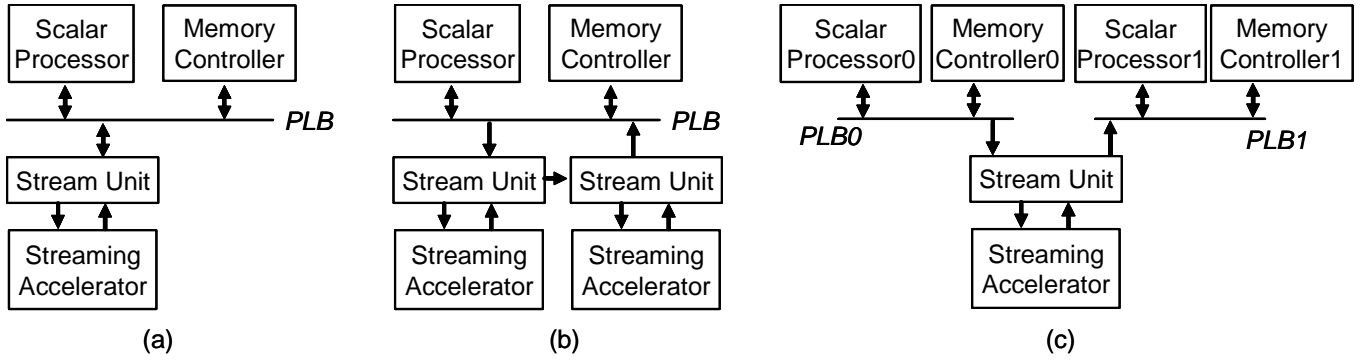 Scalar
Processor
Memory
Controller
PLB
Stream Unit
Streaming
Accelerator
(a)
Scalar
Processor
Memory
Controller
PLB
Stream Unit
Stream Unit
Streaming
Accelerator
Streaming
Accelerator
(b)
Scalar
Processor0
Memory
Controller0
Scalar
Processor1
Memory
Controller1
PLB0
PLB1
Stream Unit
Streaming
Accelerator
(c)